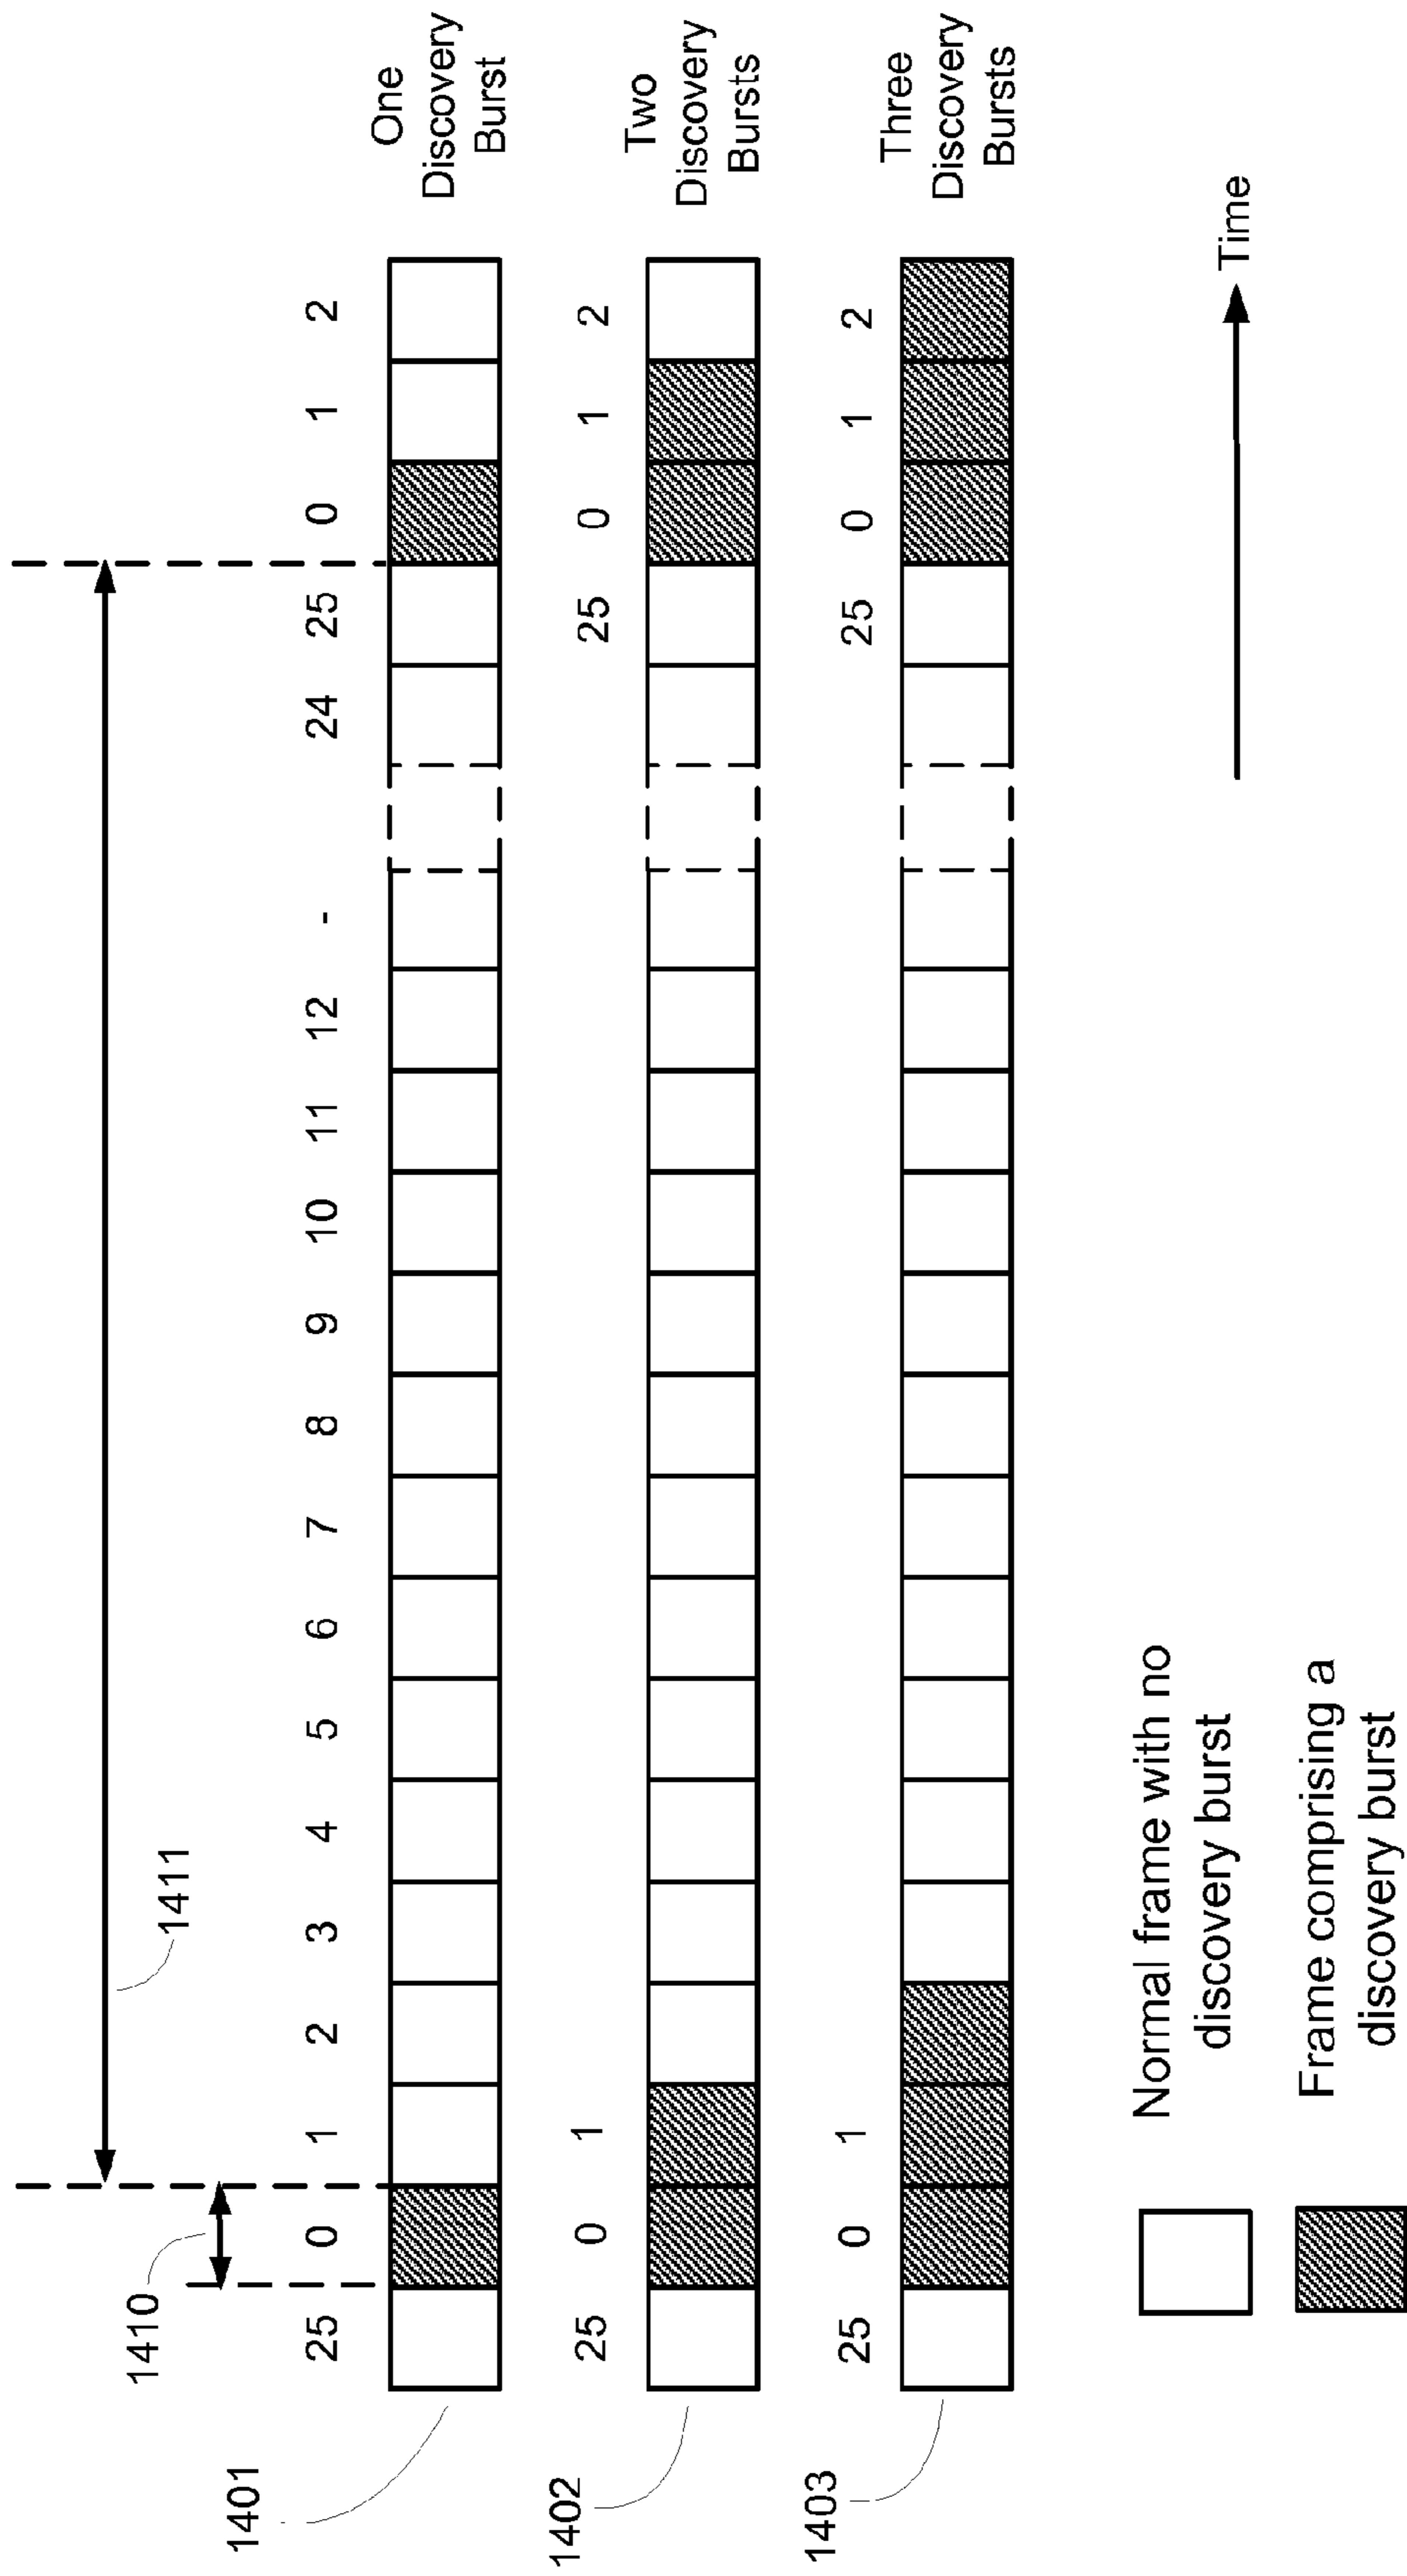 1411
1410
25 0 1 2 3 4 5 6 7 8 9 10 11 12 - 24 25 0 1 2
1401
One
Discovery
Burst
25 0 1 25 0 1 2
1402
Two
Discovery
Bursts
25 0 1 25 0 1 2
1403
Three
Discovery
Bursts
Time
Normal frame with no
discovery burst
Frame comprising a
discovery burst